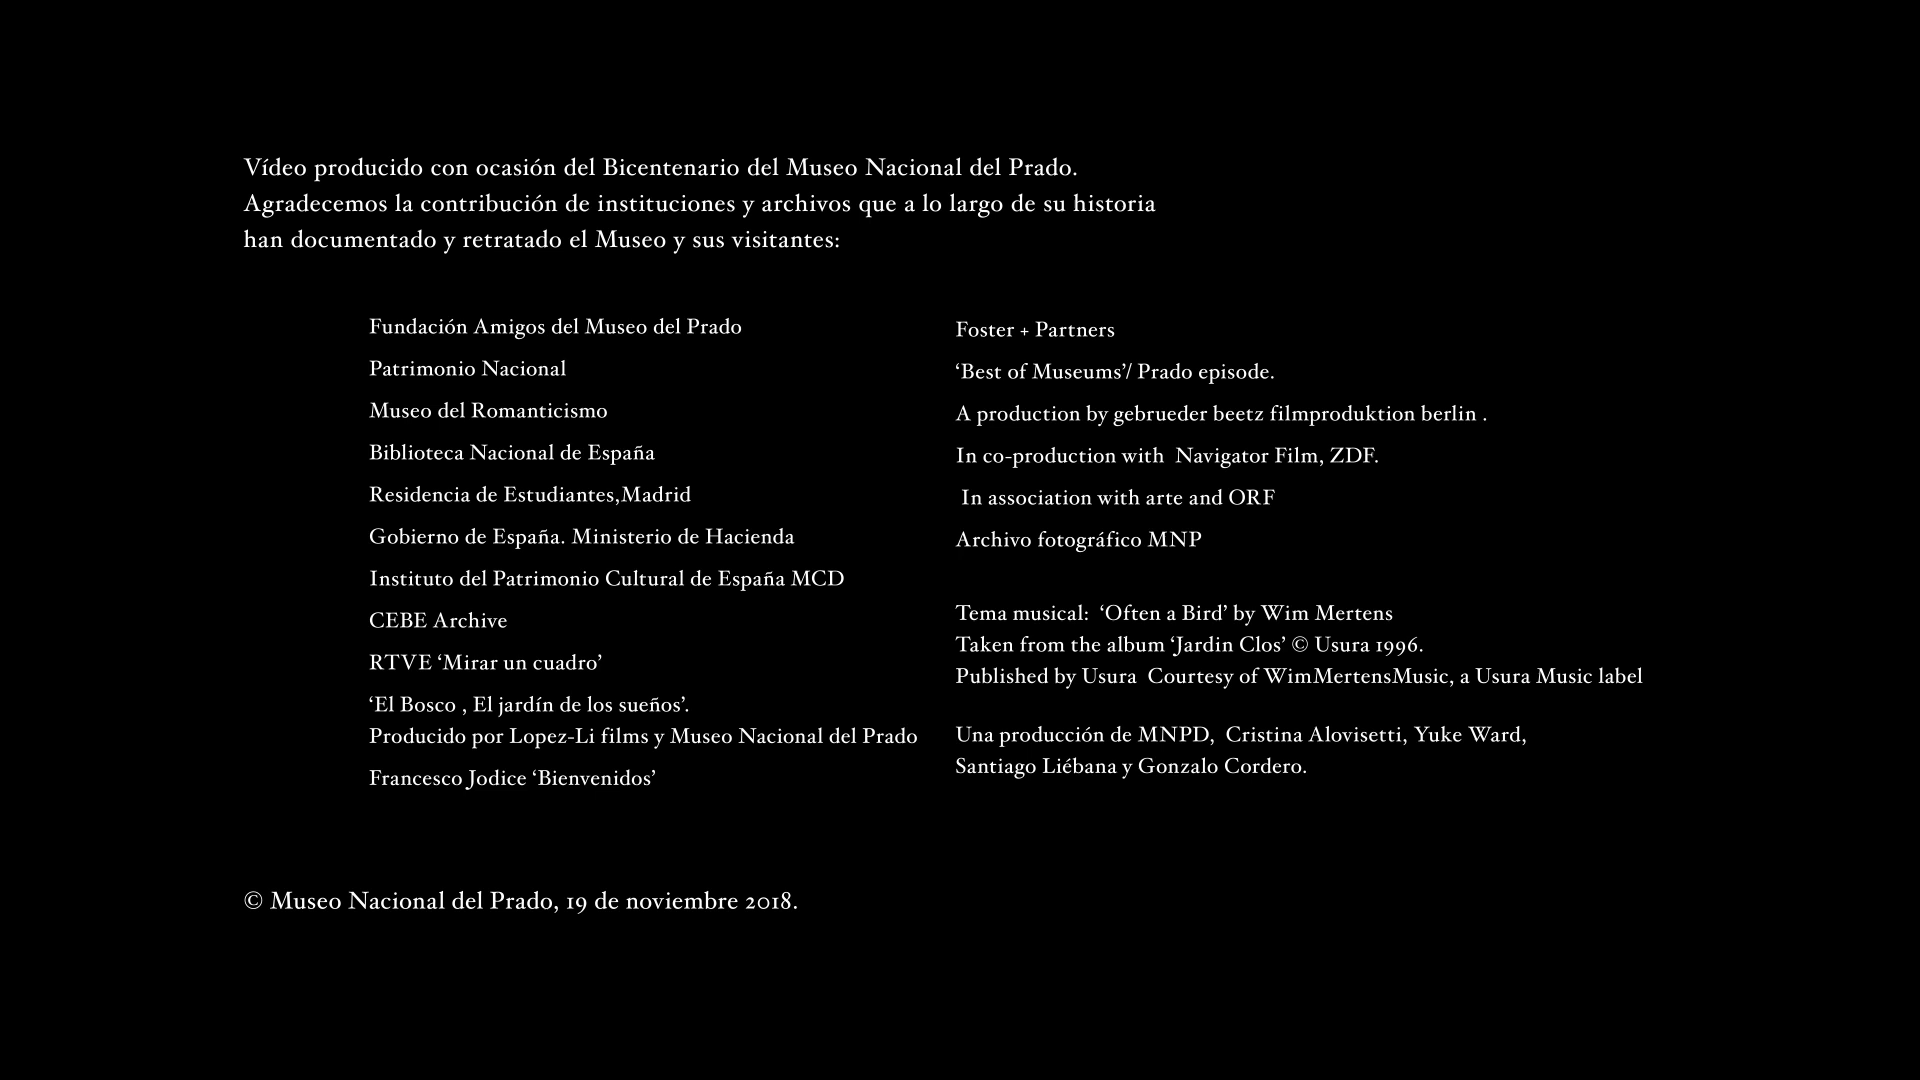 Vídeo producido con ocasión del Bicentenario del Museo Nacional del Prado.
Agradecemos la contribución de instituciones y archivos que a lo largo de su historia
han documentado y retratado el Museo y sus visitantes:
Fundación Amigos del Museo del Prado
Patrimonio Nacional
Museo del Romanticismo
Biblioteca Nacional de España
Residencia de Estudiantes,Madrid
Gobierno de España. Ministerio de Hacienda
Instituto del Patrimonio Cultural de España MCD
CEBE Archive
RTVE ‘Mirar un cuadro’
‘El Bosco , El jardín de los sueños’.
Producido por Lopez-Li films y Museo Nacional del Prado
Francesco Jodice ‘Bienvenidos’
Foster + Partners
‘Best of Museums’/ Prado episode.
A production by gebrueder beetz filmproduktion berlin .
In co-production with  Navigator Film, ZDF.
In association with arte and ORF
Archivo fotográfico MNP
Tema musical:  ‘Often a Bird’ by Wim Mertens
Taken from the album ‘Jardin Clos’ © Usura 1996.
Published by Usura  Courtesy of WimMertensMusic, a Usura Music label
Una producción de MNPD,  Cristina Alovisetti, Yuke Ward,
Santiago Liébana y Gonzalo Cordero.
© Museo Nacional del Prado, 19 de noviembre 2018.